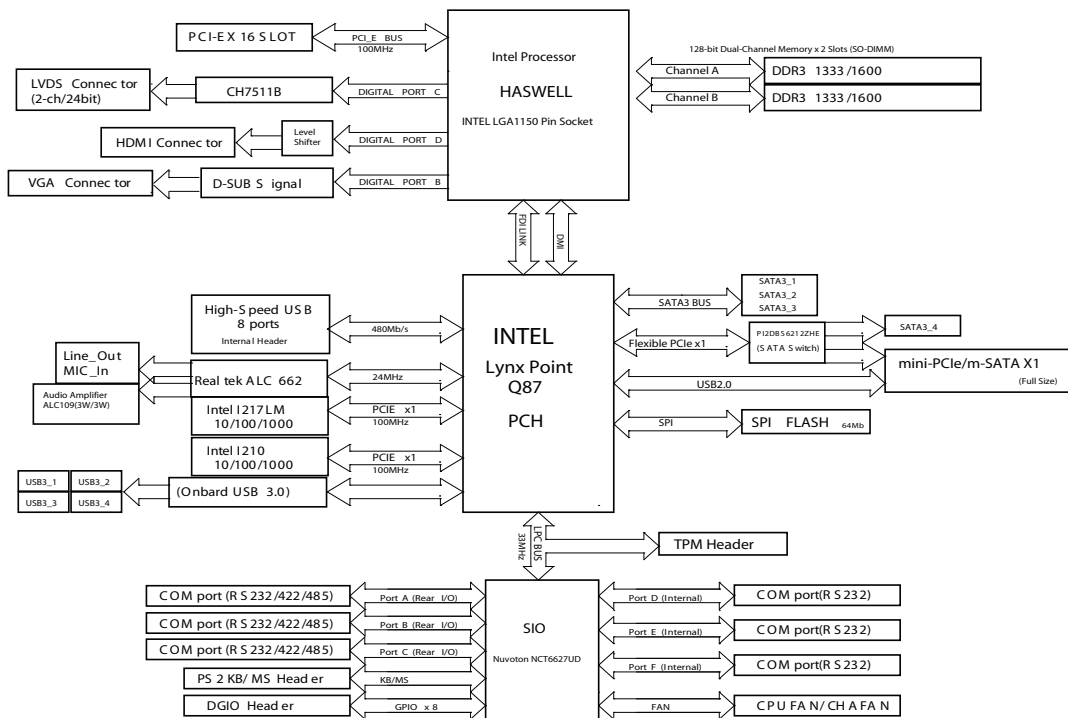 PCI-EX 16 SLOT
PCI_E BUS
100MHz
LVDS Connector
(2-ch/24bit)
CH7511B
DIGITAL PORT C
HDMI Connector
Level
Shifter
DIGITAL PORT D
VGA Connector
D-SUB Signal
DIGITAL PORT B
Intel Processor
HASWELL
INTEL LGA1150 Pin Socket
128-bit Dual-Channel Memory x 2 Slots (SO-DIMM)
Channel A
DDR3 1333/1600
Channel B
DDR3 1333/1600
FDI LINK
DMI
High-Speed USB
8 ports
Internal Header
480Mb/s
Line_Out
MIC_In
Audio Amplifier
ALC109(3W/3W)
Realtek ALC 662
24MHz
Intel I217LM
10/100/1000
PCIE x1
100MHz
Intel I210
10/100/1000
PCIE x1
100MHz
USB3_1
USB3_2
USB3_3
USB3_4
(Onbard USB 3.0)
INTEL
Lynx Point
Q87
PCH
SATA3 BUS
SATA3_1
SATA3_2
SATA3_3
Flexible PCIe x1
PI2DBS6212ZHE
(SATA Switch)
SATA3_4
mini-PCIe/m-SATA X1
(Full Size)
USB2.0
SPI
SPI FLASH 64Mb
LPC BUS
33MHz
TPM Header
COM port (RS232/422/485)
Port A (Rear I/O)
COM port (RS232/422/485)
Port B (Rear I/O)
COM port (RS232/422/485)
Port C (Rear I/O)
PS2 KB/MS Header
KB/MS
DGIO Header
GPIO x 8
SIO
Nuvoton NCT6627UD
Port D (Internal)
COM port(RS232)
Port E (Internal)
COM port(RS232)
Port F (Internal)
COM port(RS232)
FAN
CPU FAN/CHA FAN